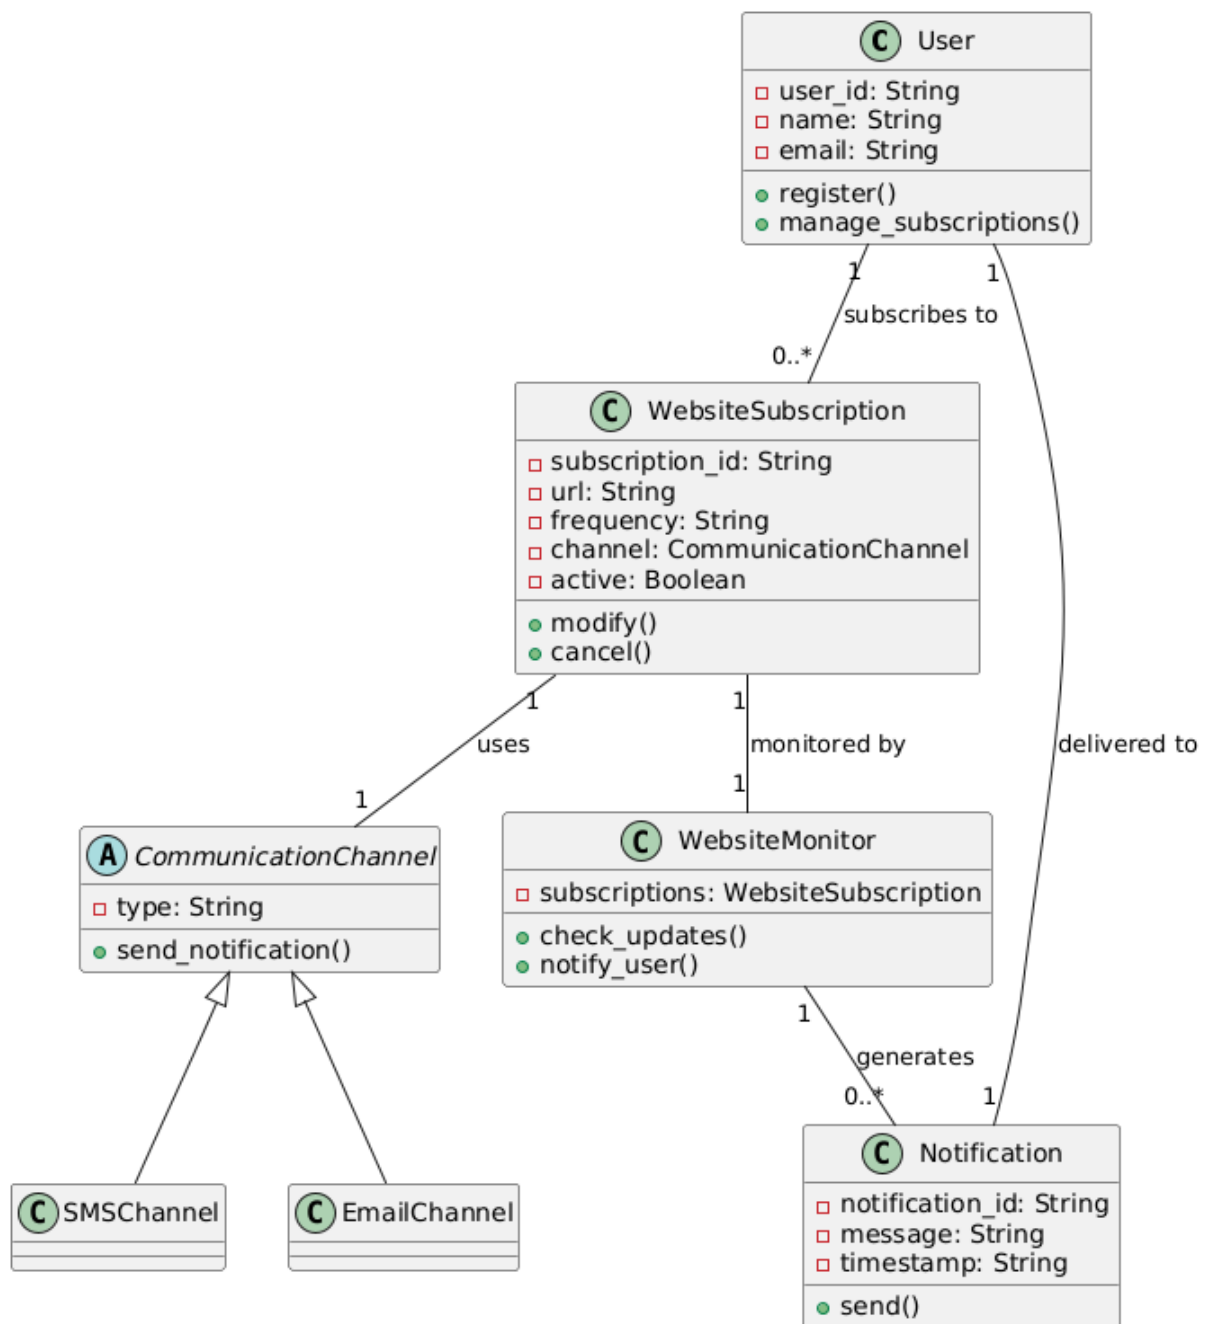 C User
user_id: String
name: String
email: String
register()
manage_subscriptions()
1
1
subscribes to
0..*
C WebsiteSubscription
subscription_id: String
url: String
frequency: String
channel: CommunicationChannel
active: Boolean
modify()
cancel()
1
1
uses
monitored by
delivered to
1
1
A CommunicationChannel
type: String
send_notification()
C WebsiteMonitor
subscriptions: WebsiteSubscription
check_updates()
notify_user()
1
generates
0..*
1
C SMSChannel
C EmailChannel
C Notification
notification_id: String
message: String
timestamp: String
send()